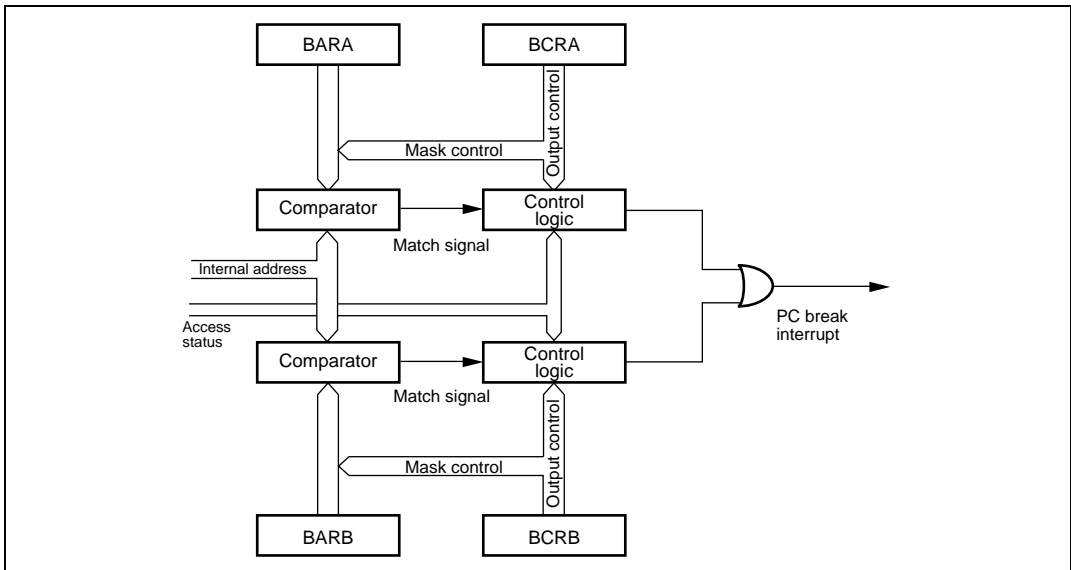 BARA
BCRA
Output control
Mask control
Comparator
Control
logic
Match signal
Internal address
Access
status
PC break
interrupt
Comparator
Control
logic
Match signal
Output control
Mask control
BARB
BCRB